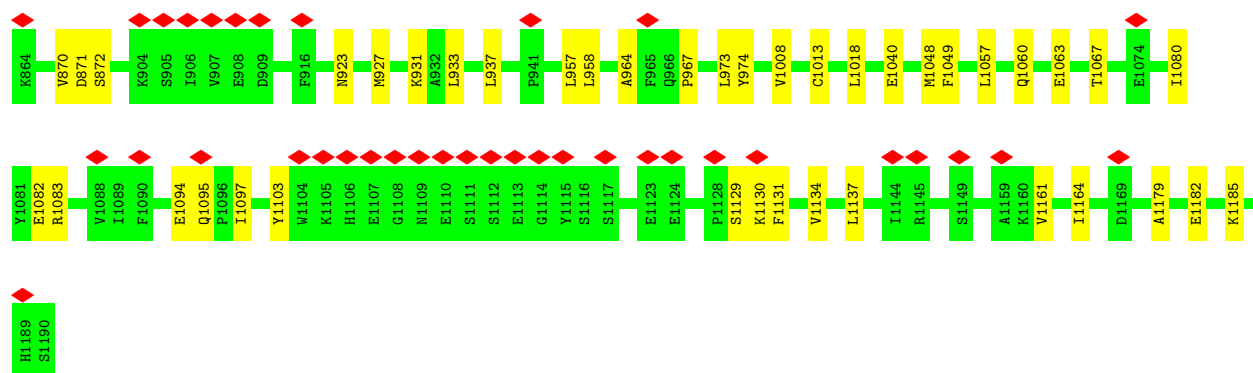 K864 V870 D871 S872 K904 S905 I906 V907 E908 D909 F916 N923 M927 K931 A932 L933 L937 P941 L957 L958 A964 F965 Q966 P967 L973 Y974 V1008 C1013 L1018 E1040 M1048 F1049 L1057 Q1060 E1063 T1067 E1074 I1080
Y1081 E1082 R1083 V1088 I1089 F1090 E1094 Q1095 P1096 I1097 Y1103 W1104 K1105 H1106 E1107 G1108 N1109 E1110 S1111 S1112 E1113 G1114 Y1115 S1116 S1117 E1123 E1124 P1128 S1129 K1130 F1131 V1134 L1137 I1144 R1145 S1149 A1159 K1160 V1161 I1164 D1169 A1179 E1182 K1185
H1189 S1190